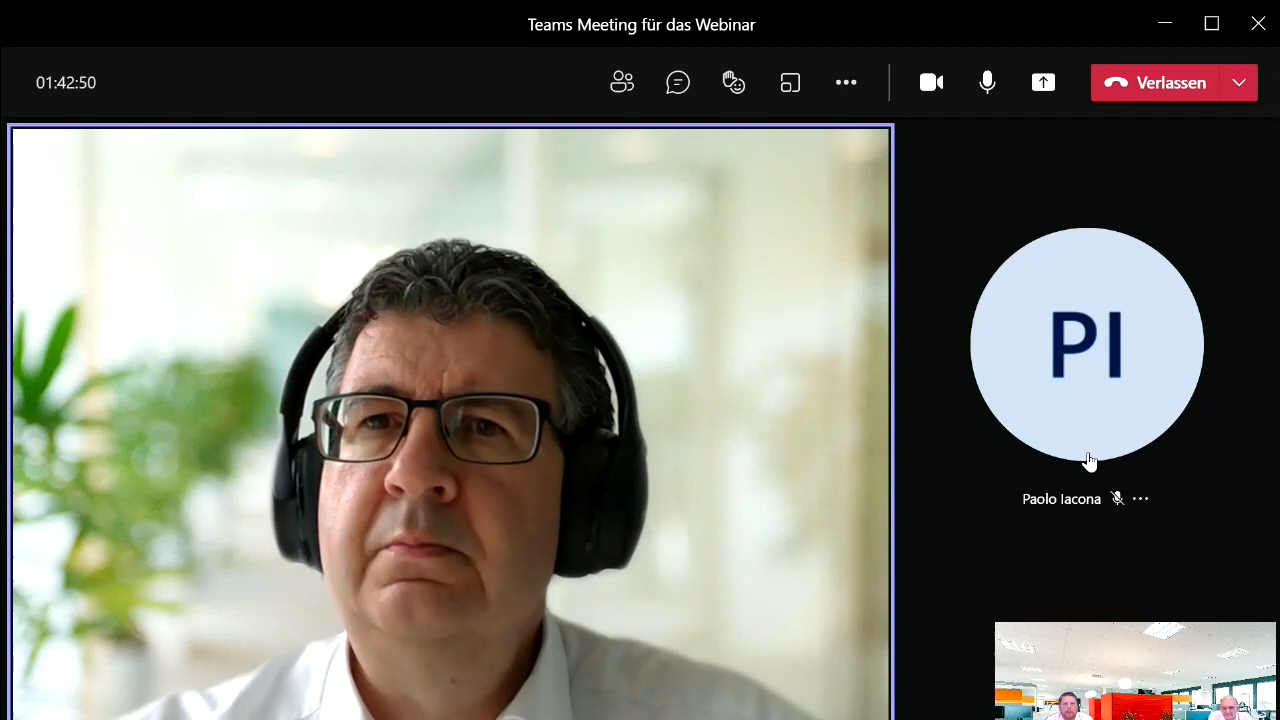 Teams Meeting für das Webinar
01:42:50
Verlassen
PI
Paolo Iacona